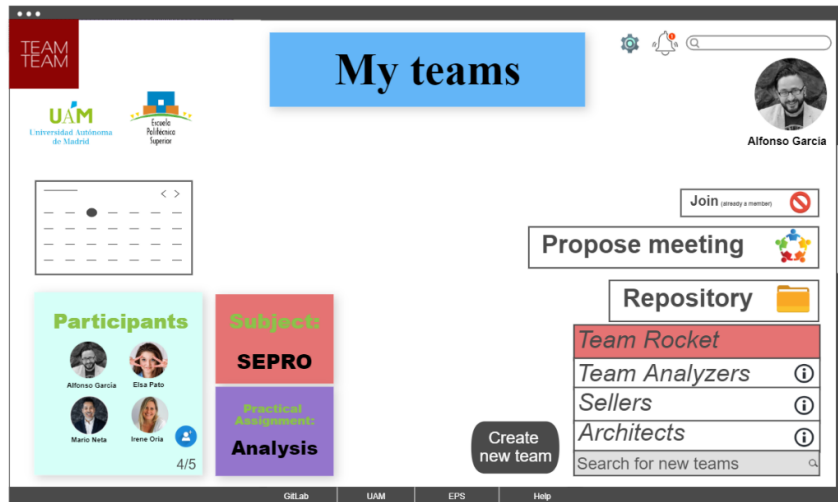 TEAM
TEAM
My teams
UAM
Universidad Autónoma
de Madrid
Escuela
Politécnica
Superior
Alfonso García
Join (already a member)
Propose meeting
Repository
Participants
Alfonso García
Elsa Pato
Mario Neta
Irene Oria
4/5
Subject:
SEPRO
Practical
Assignment:
Analysis
Create
new team
Team Rocket
Team Analyzers
Sellers
Architects
Search for new teams
GitLab
UAM
EPS
Help